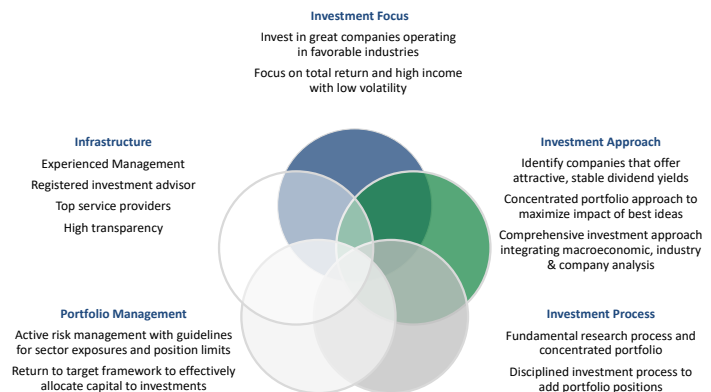 Investment Focus
Invest in great companies operating
in favorable industries
Focus on total return and high income
with low volatility
Infrastructure
Experienced Management
Registered investment advisor
Top service providers
High transparency
Investment Approach
Identify companies that offer
attractive, stable dividend yields
Concentrated portfolio approach to
maximize impact of best ideas
Comprehensive investment approach
integrating macroeconomic, industry
& company analysis
Portfolio Management
Active risk management with guidelines
for sector exposures and position limits
Return to target framework to effectively
allocate capital to investments
Investment Process
Fundamental research process and
concentrated portfolio
Disciplined investment process to
add portfolio positions